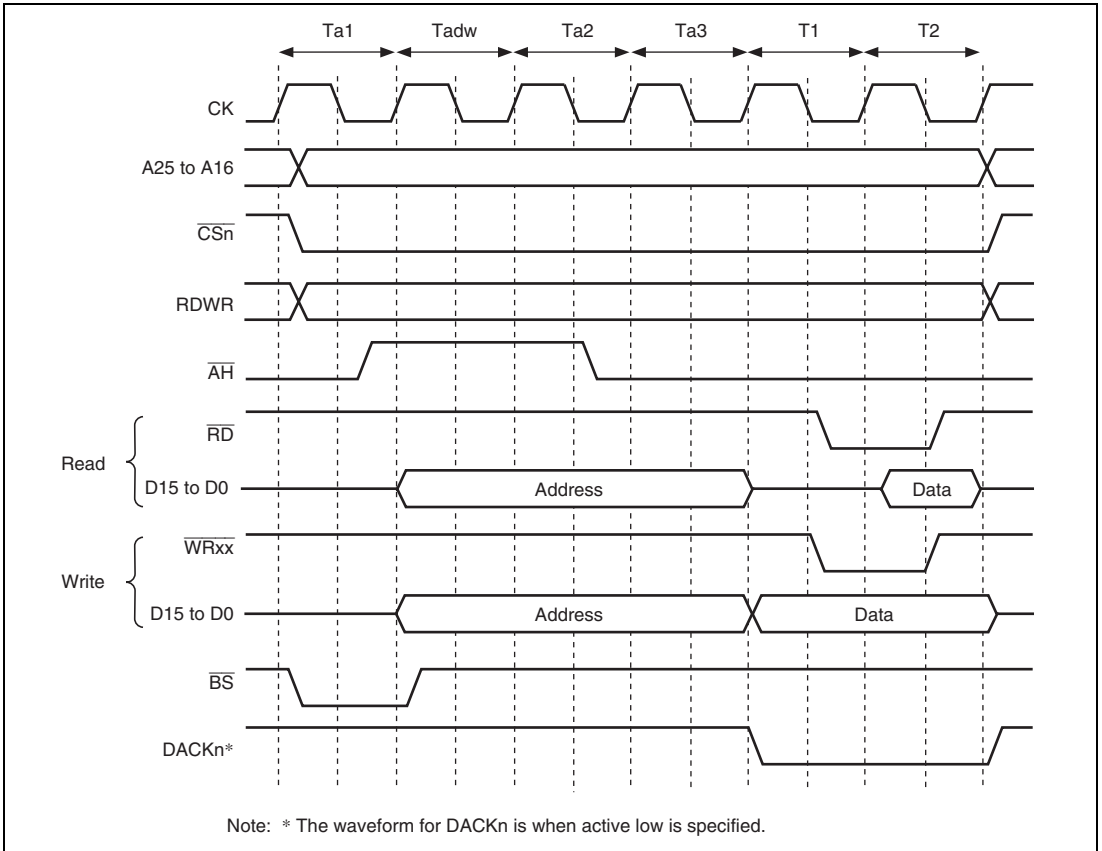 Ta1 Tadw Ta2 Ta3 T1 T2
CK
A25 to A16
CSn
RDWR
AH
RD
Read
D15 to D0 Address Data
WRxx
Write
D15 to D0 Address Data
BS
DACKn*
Note: * The waveform for DACKn is when active low is specified.